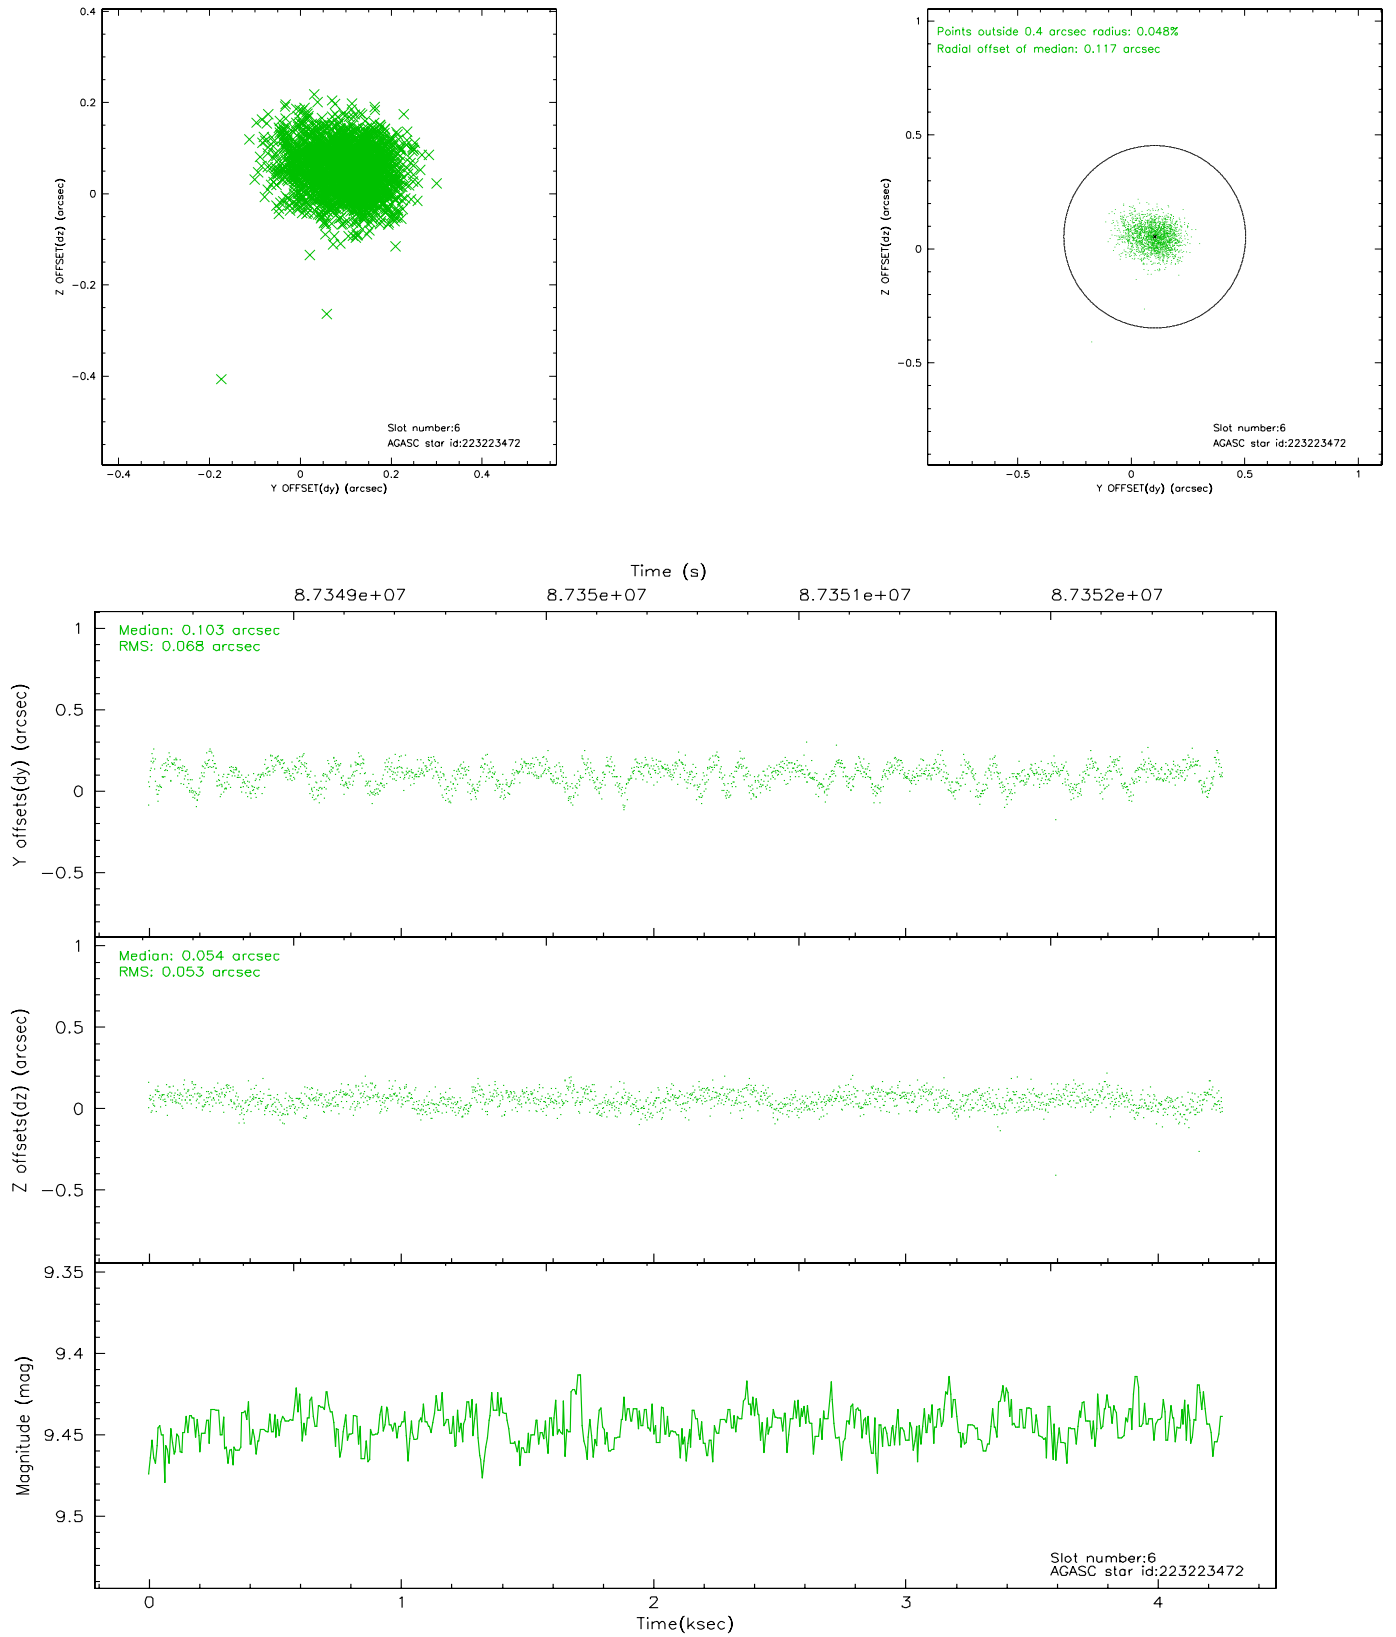 0.4
0.2
0
-0.2
-0.4
Z OFFSET(dz) (arcsec)
-0.4 -0.2 0 0.2 0.4
Y OFFSET(dy) (arcsec)
Slot number:6
AGASC star id:223223472
Points outside 0.4 arcsec radius: 0.048%
Radial offset of median: 0.117 arcsec
1
0.5
0
-0.5
Z OFFSET(dz) (arcsec)
-0.5 0 0.5 1
Y OFFSET(dy) (arcsec)
Slot number:6
AGASC star id:223223472
Time (s)
8.7349e+07 8.735e+07 8.7351e+07 8.7352e+07
Median: 0.103 arcsec
RMS: 0.068 arcsec
1
0.5
0
-0.5
Y offsets(dy) (arcsec)
Median: 0.054 arcsec
RMS: 0.053 arcsec
1
0.5
0
-0.5
Z offsets(dz) (arcsec)
9.35
9.4
9.45
9.5
Magnitude (mag)
Slot number:6
AGASC star id:223223472
0 1 2 3 4
Time(ksec)